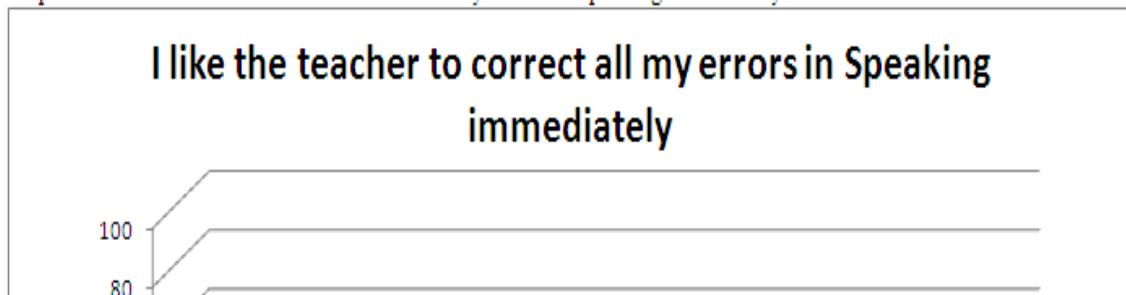 I like the teacher to correct all my errors in Speaking
immediately
100
80